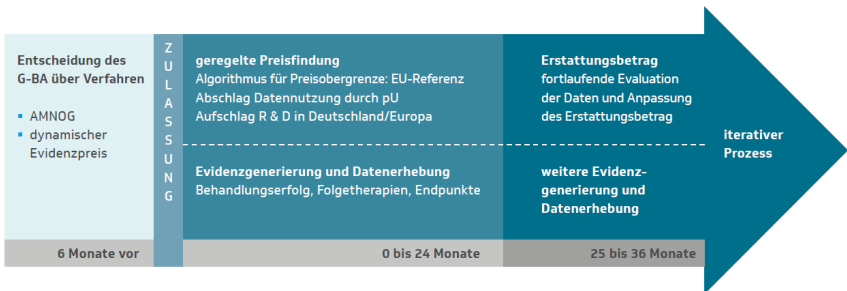 Entscheidung des
G-BA über Verfahren
▪ AMNOG
▪ dynamischer
Evidenzpreis
ZULASSUNG
geregelte Preisfindung
Algorithmus für Preisobergrenze: EU-Referenz
Abschlag Datennutzung durch pU
Aufschlag R & D in Deutschland/Europa
Evidenzgenerierung und Datenerhebung
Behandlungserfolg, Folgetherapien, Endpunkte
Erstattungsbetrag
fortlaufende Evaluation
der Daten und Anpassung
des Erstattungsbetrag
weitere Evidenz-
generierung und
Datenerhebung
iterativer
Prozess
6 Monate vor
0 bis 24 Monate
25 bis 36 Monate